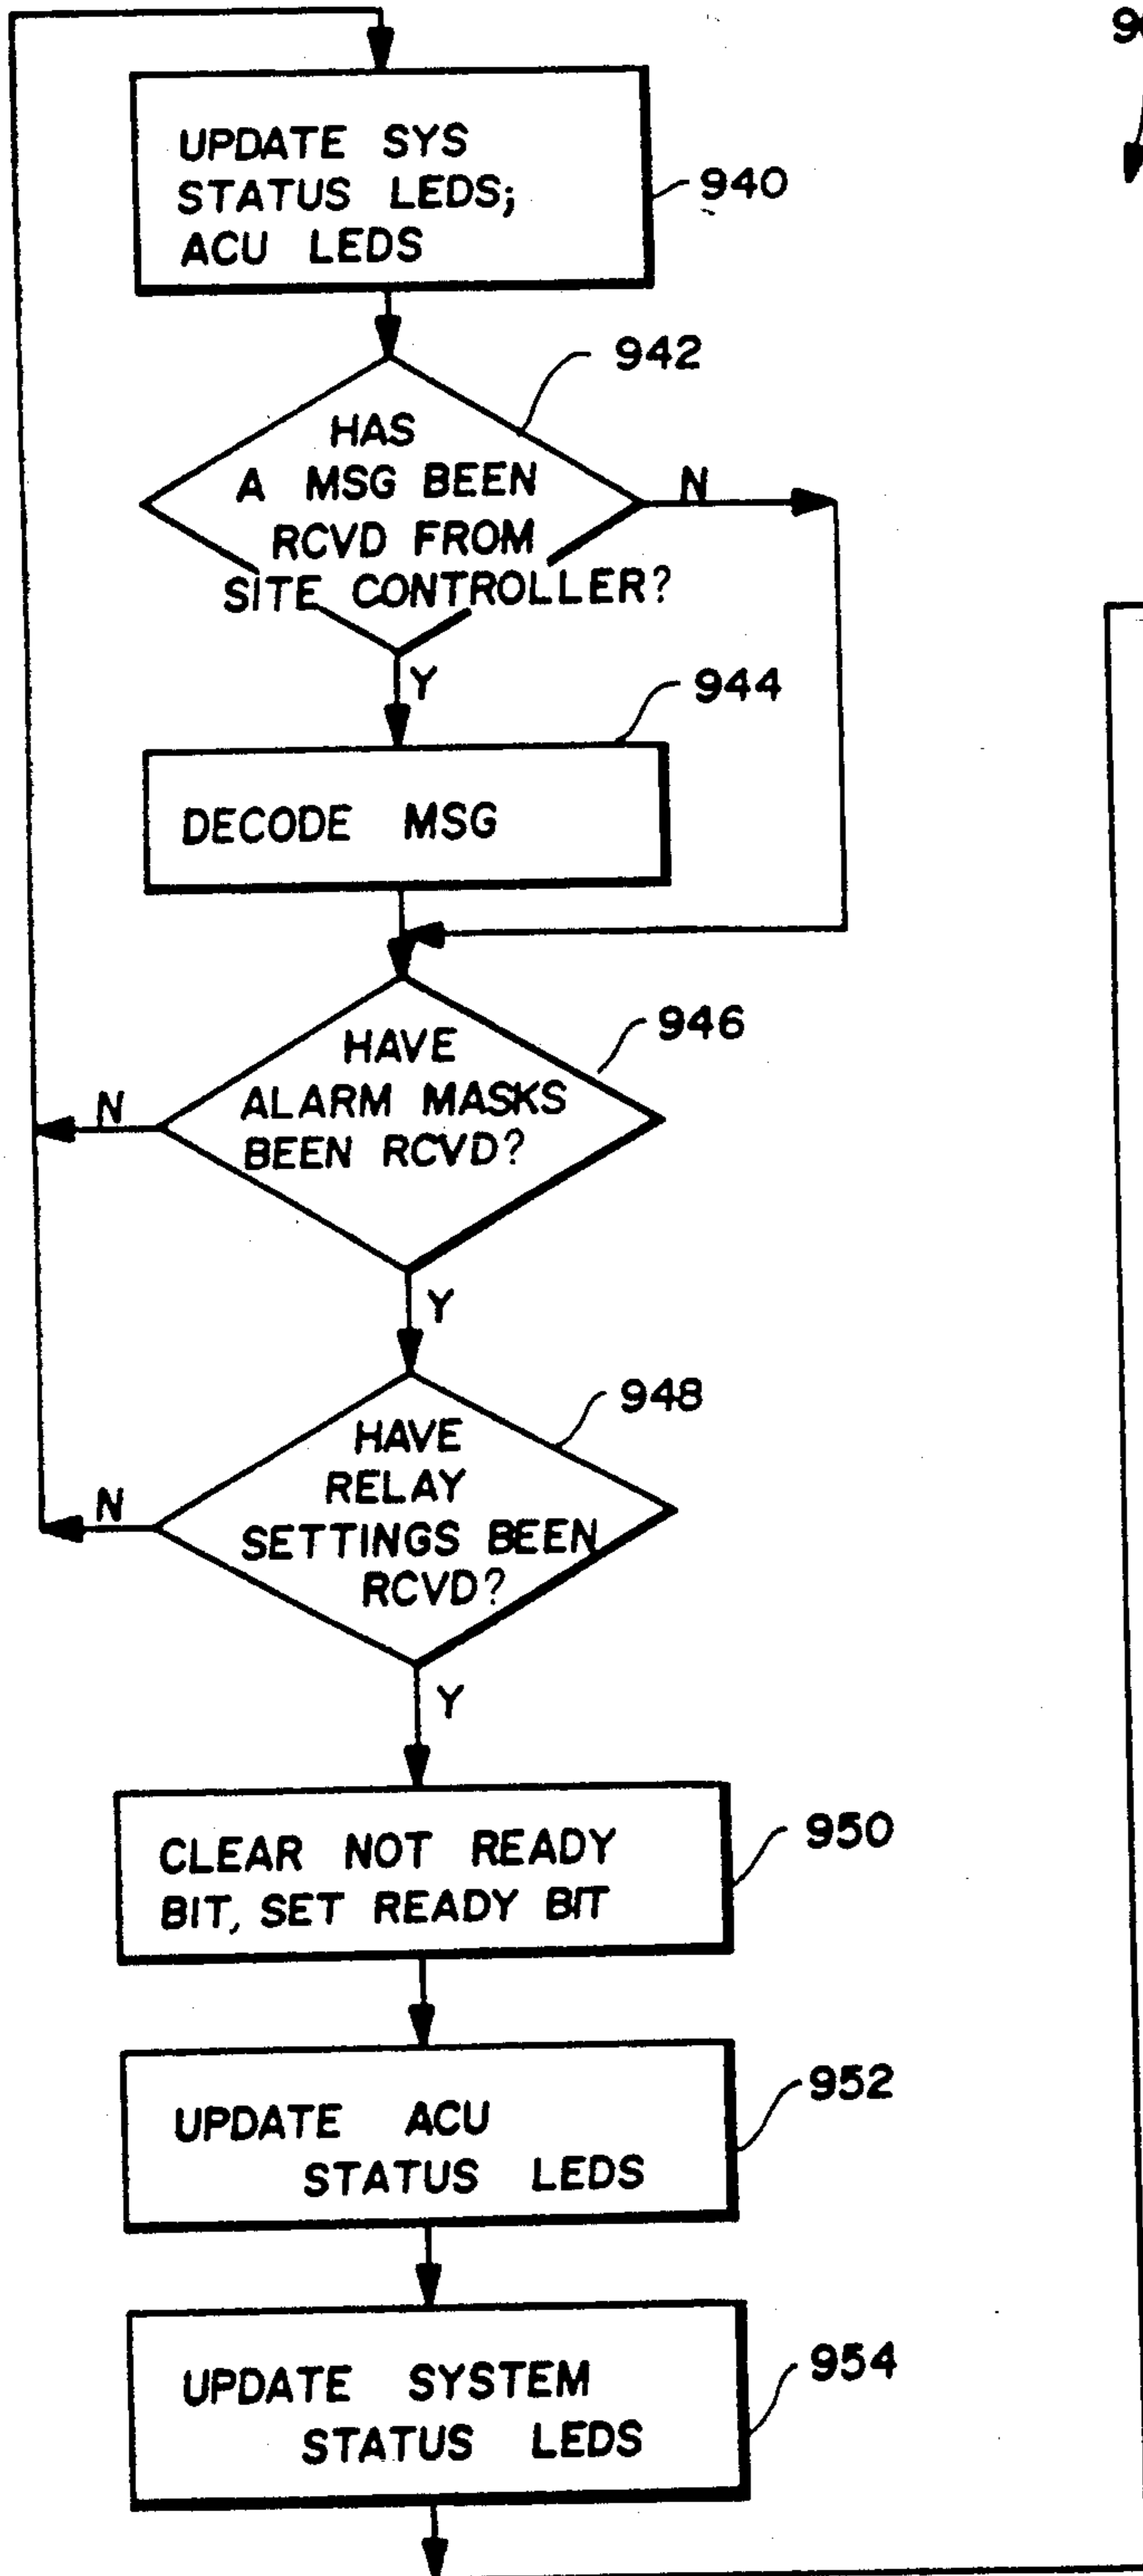 UPDATE SYS
STATUS LEDS;
ACU LEDS
940
942
HAS
A MSG BEEN
RCVD FROM
SITE CONTROLLER?
N
Y
944
DECODE MSG
946
HAVE
ALARM MASKS
BEEN RCVD?
N
Y
948
HAVE
RELAY
SETTINGS BEEN
RCVD?
N
Y
950
CLEAR NOT READY
BIT, SET READY BIT
952
UPDATE ACU
STATUS LEDS
954
UPDATE SYSTEM
STATUS LEDS